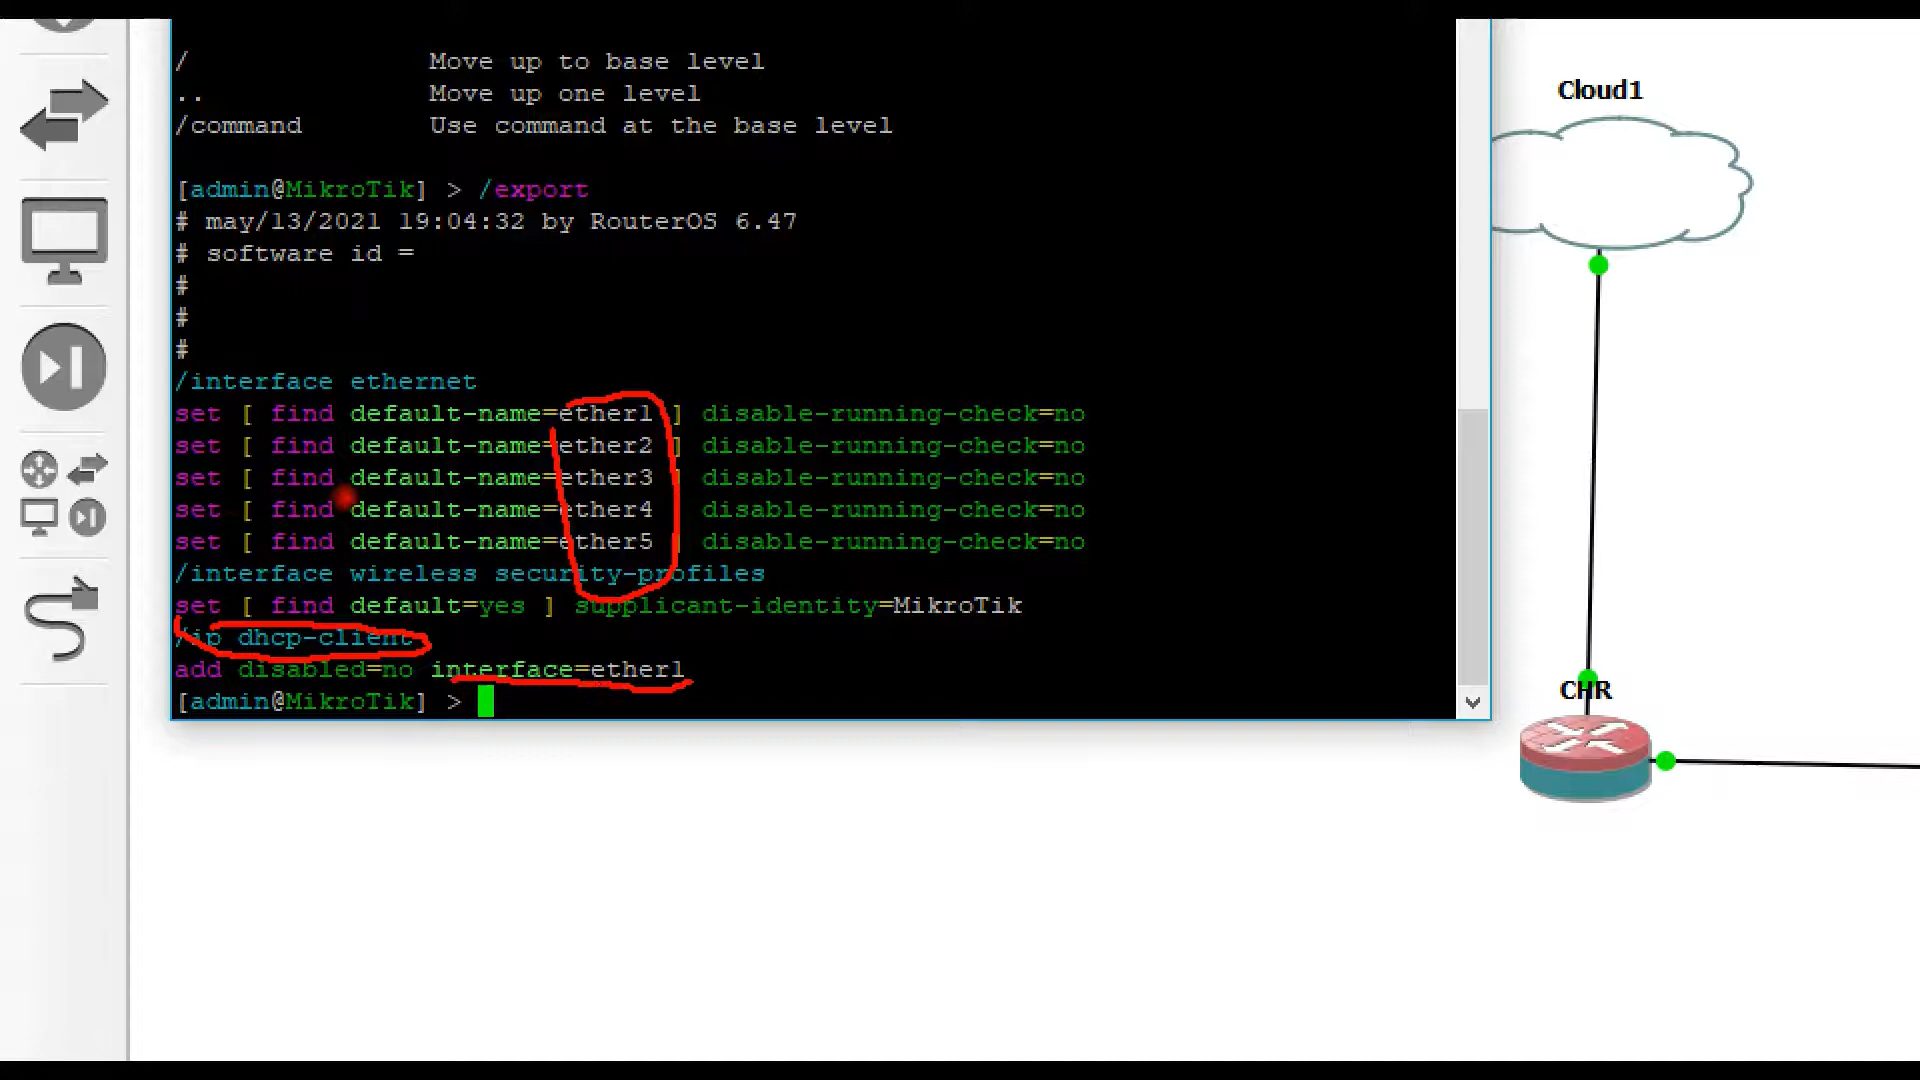 / Move up to base level
.. Move up one level
/command Use command at the base level
[admin@MikroTik] > /export
# may/13/2021 19:04:32 by RouterOS 6.47
# software id =
#
#
#
/interface ethernet
set [ find default-name=ether1 ] disable-running-check=no
set [ find default-name=ether2 ] disable-running-check=no
set [ find default-name=ether3 ] disable-running-check=no
set [ find default-name=ether4 ] disable-running-check=no
set [ find default-name=ether5 ] disable-running-check=no
/interface wireless security-profiles
set [ find default=yes ] supplicant-identity=MikroTik
/ip dhcp-client
add disabled=no interface=ether1
[admin@MikroTik] >
Cloud1
CHR